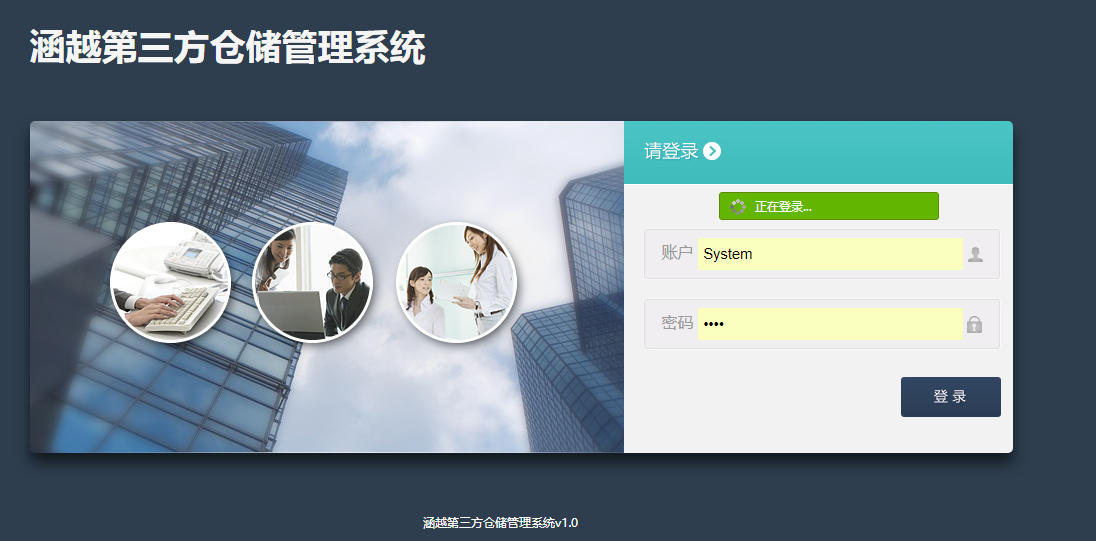 涵越第三方仓储管理系统
请登录
正在登录...
账户 System
密码 ••••
登 录
涵越第三方仓储管理系统v1.0